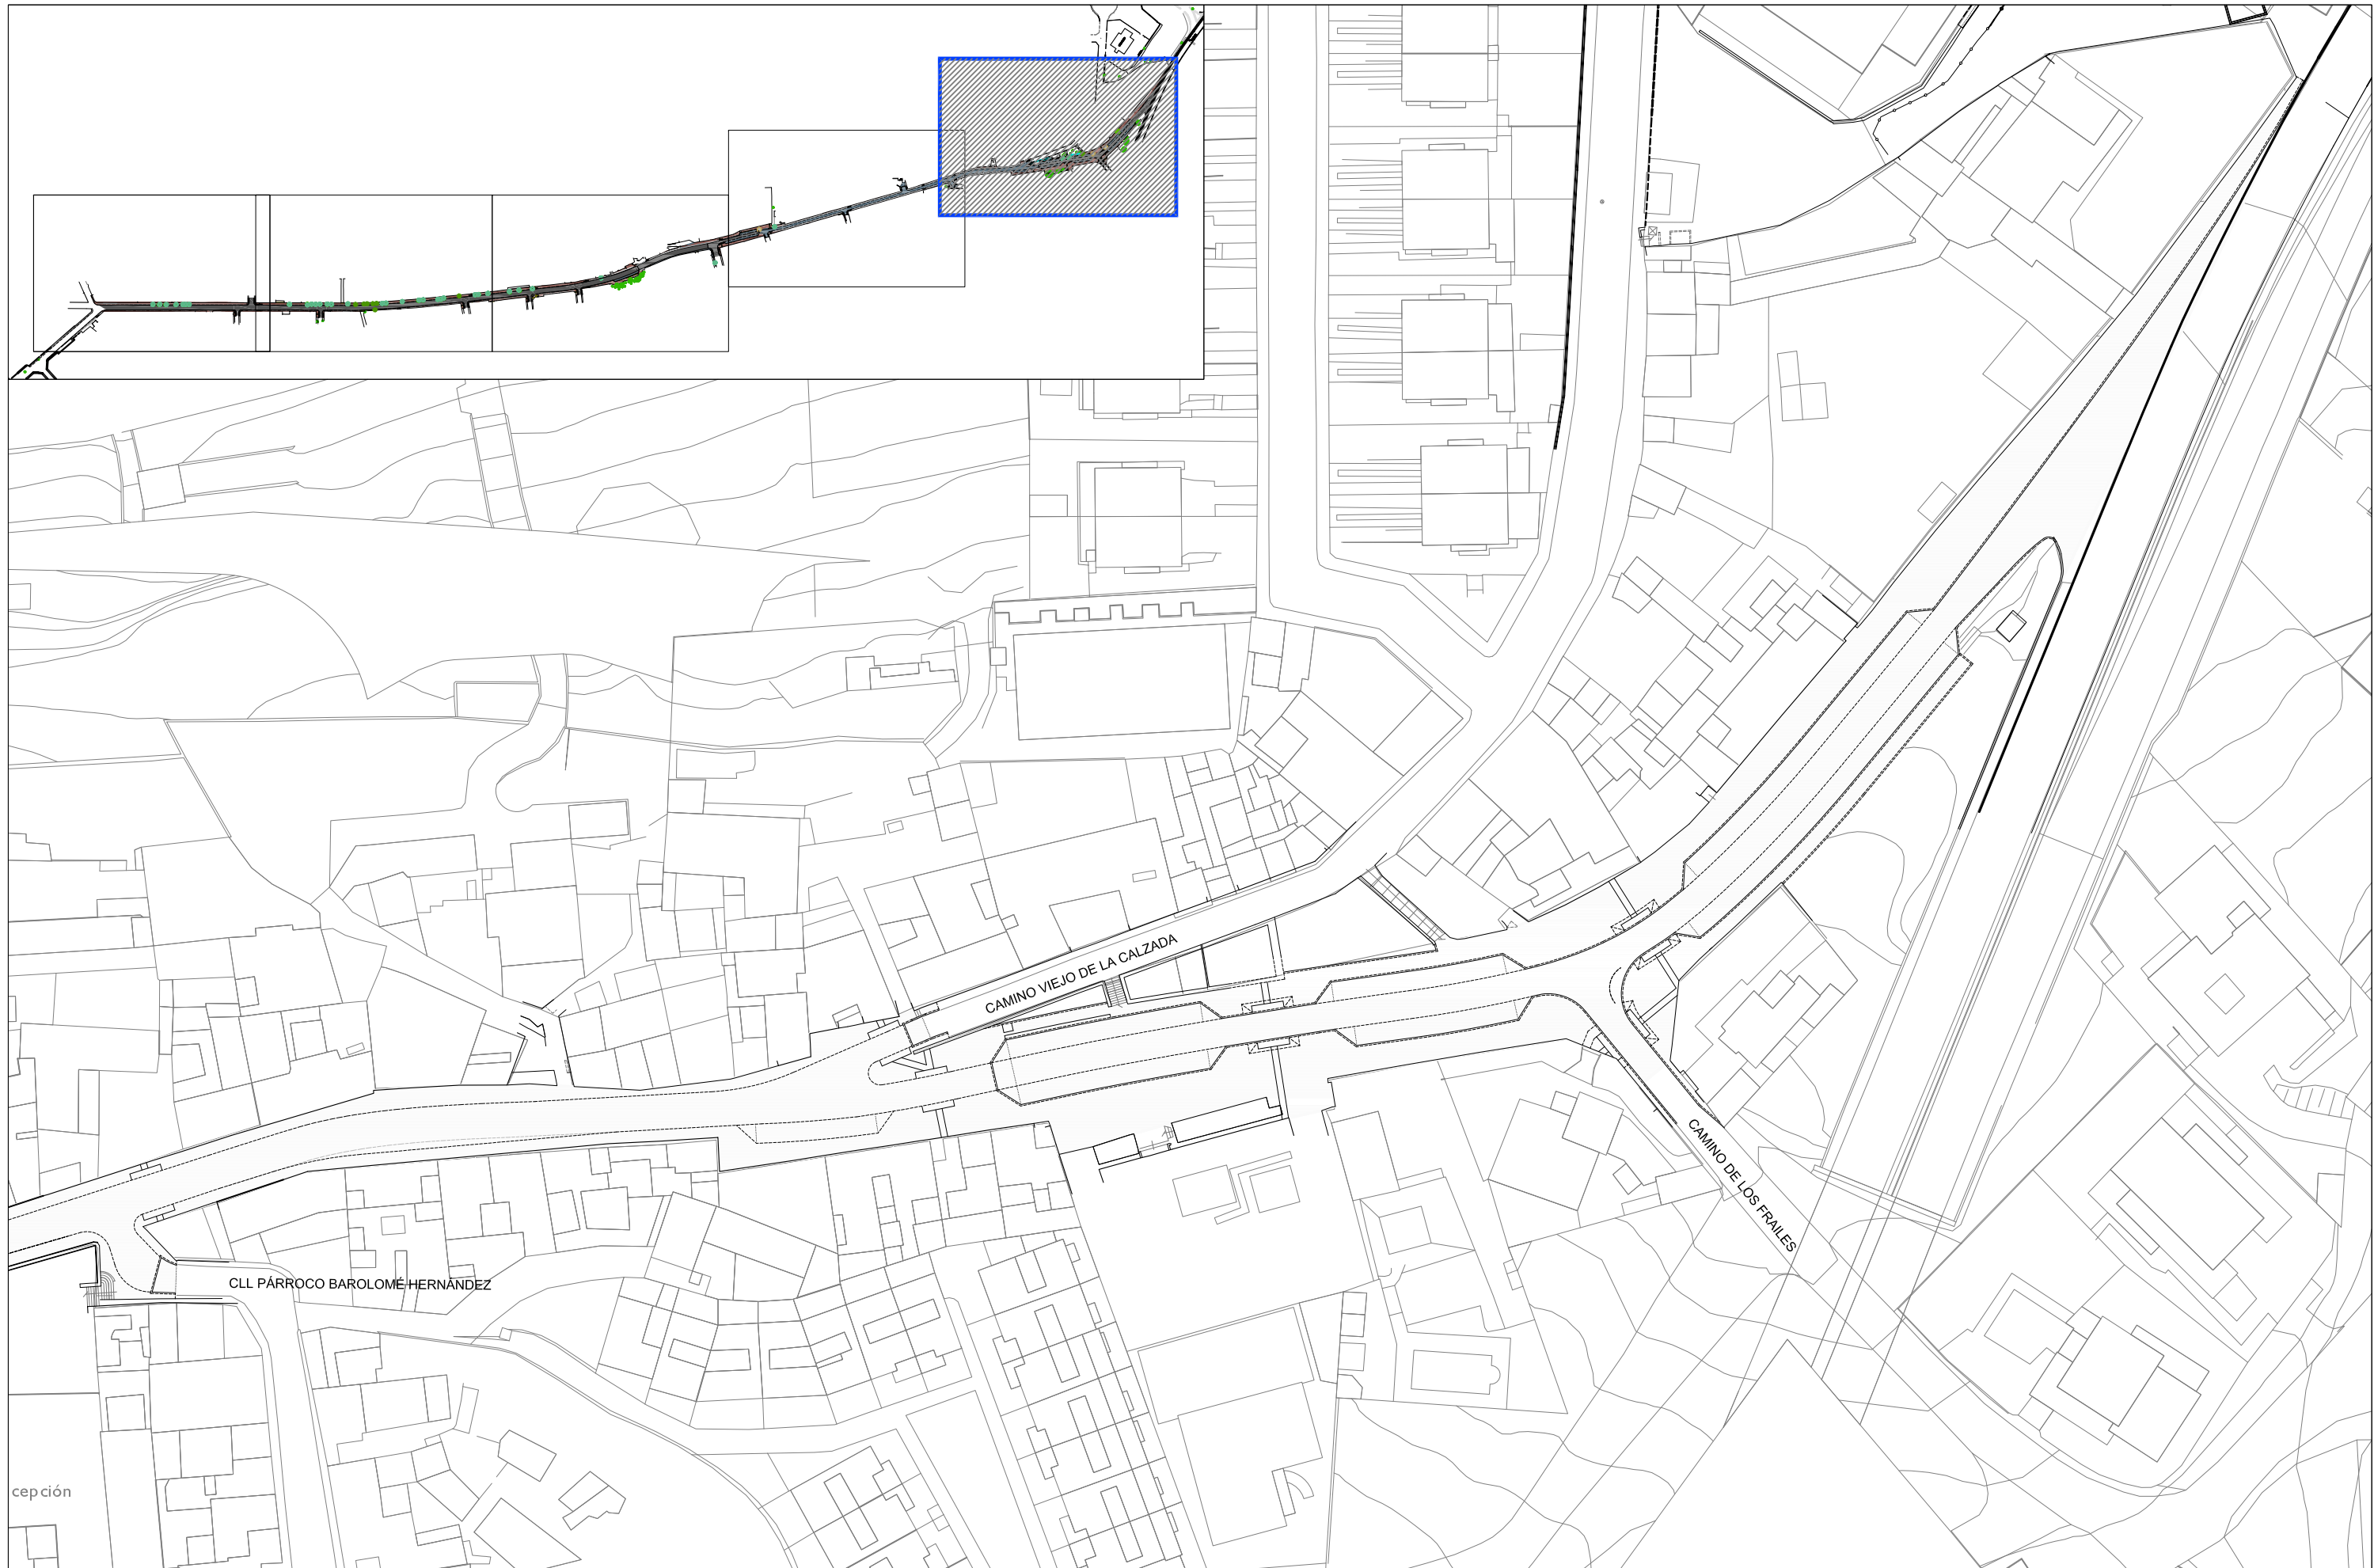 CAMINO VIEJO DE LA CALZADA
CAMINO DE LOS FRAILES
CLL PÁRROCO BAROLOMÉ HERNÁNDEZ
cepción